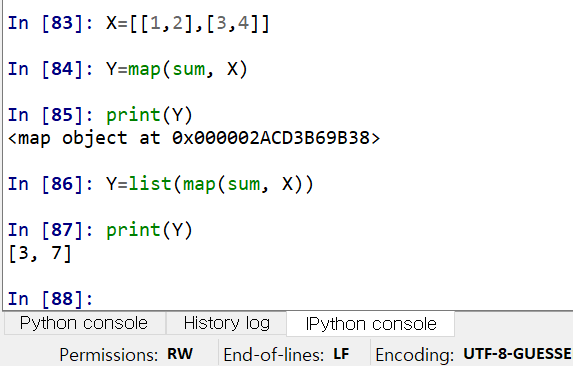 In [83]: X=[[1,2],[3,4]]
In [84]: Y=map(sum, X)
In [85]: print(Y)
<map object at 0x000002ACD3B69B38>
In [86]: Y=list(map(sum, X))
In [87]: print(Y)
[3, 7]
In [88]:
Python console History log IPython console
Permissions: RW End-of-lines: LF Encoding: UTF-8-GUESSE